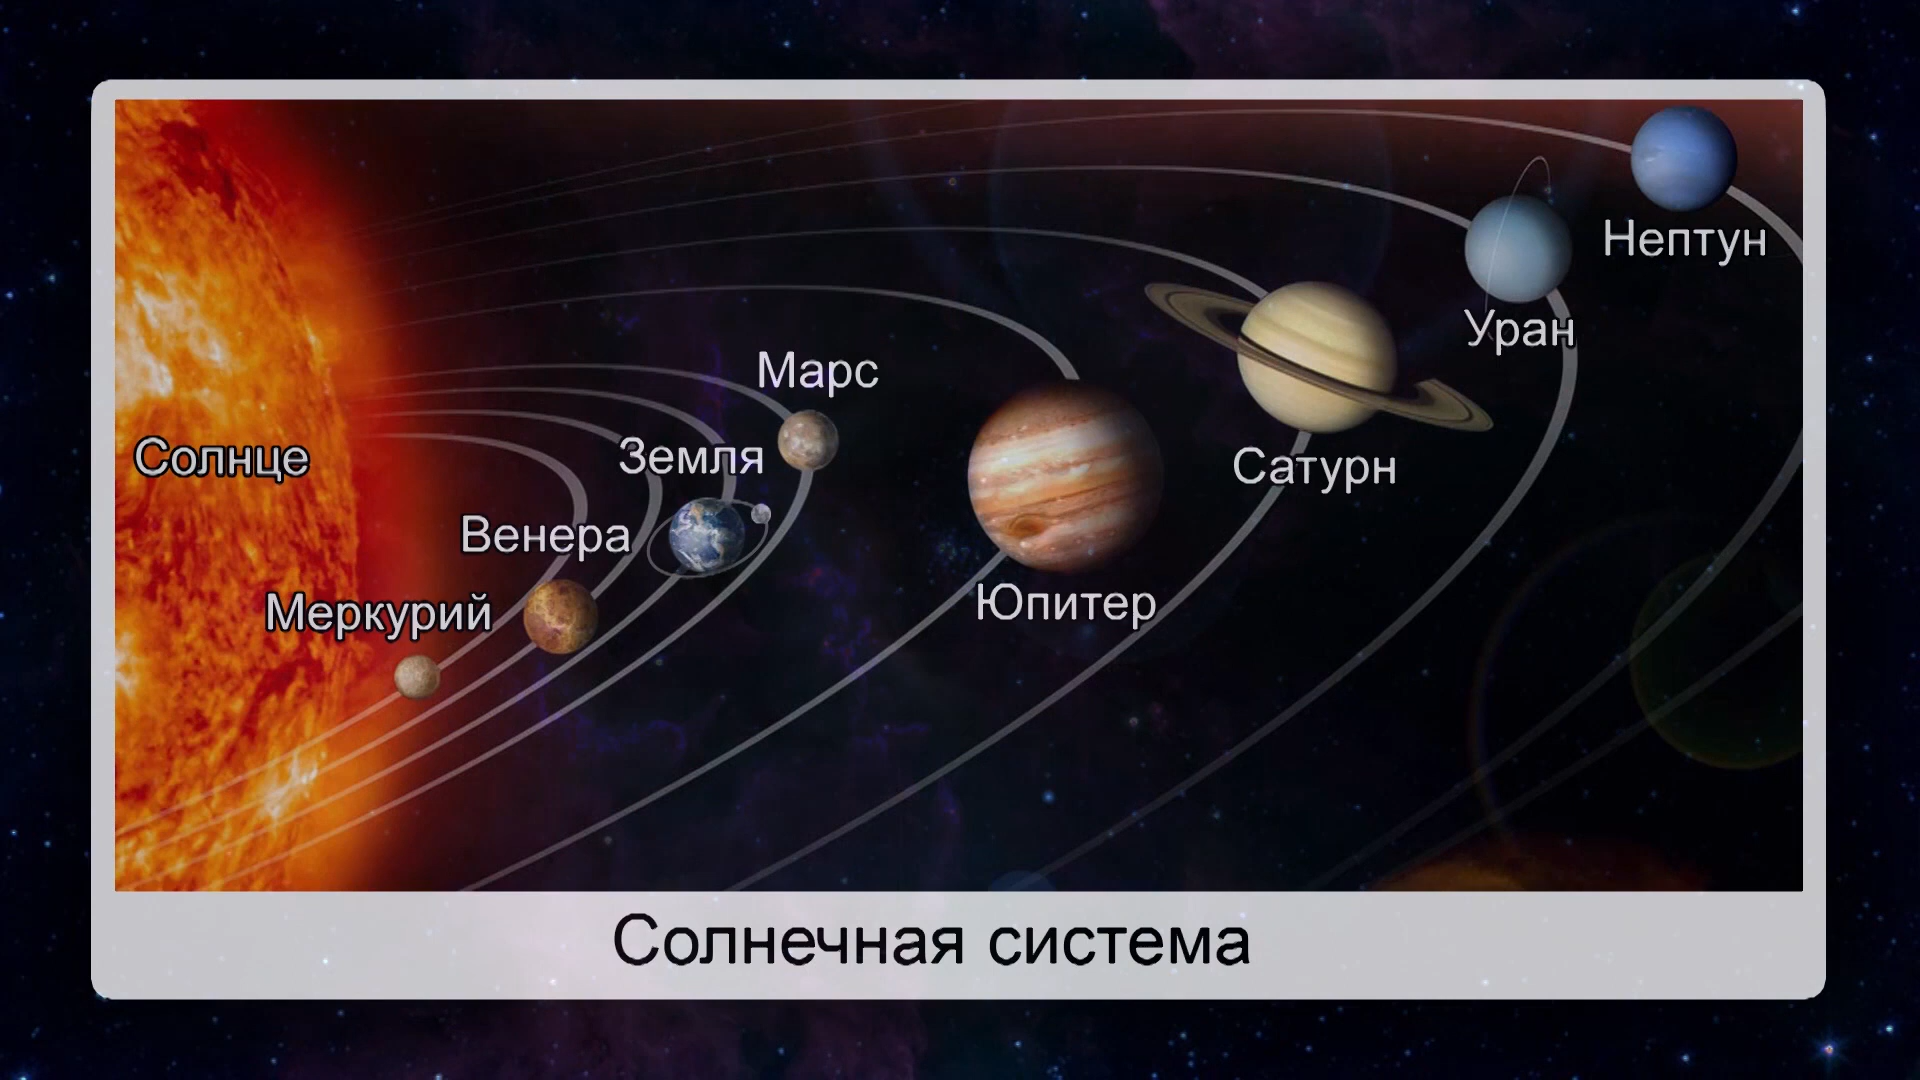 Нептун
Уран
Марс
Солнце
Земля
Сатурн
Венера
Меркурий
Юпитер
Солнечная система